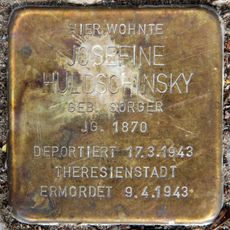 HIER WOHNTE
JOSEFINE
HULDSCHINSKY
GEB. SORGER
JG. 1870
DEPORTIERT 17.3.1943
THERESIENSTADT
ERMORDET 9.4.1943